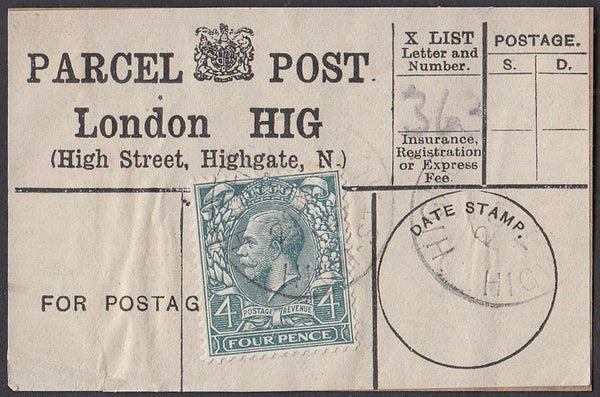 PARCEL POST.
London HIG
(High Street, Highgate, N.)
X LIST
Letter and
Number.
Insurance,
Registration
or Express
Fee.
POSTAGE.
S. D.
FOR POSTAG
4 POSTAGE REVENUE 4
FOUR PENCE
DATE STAMP.